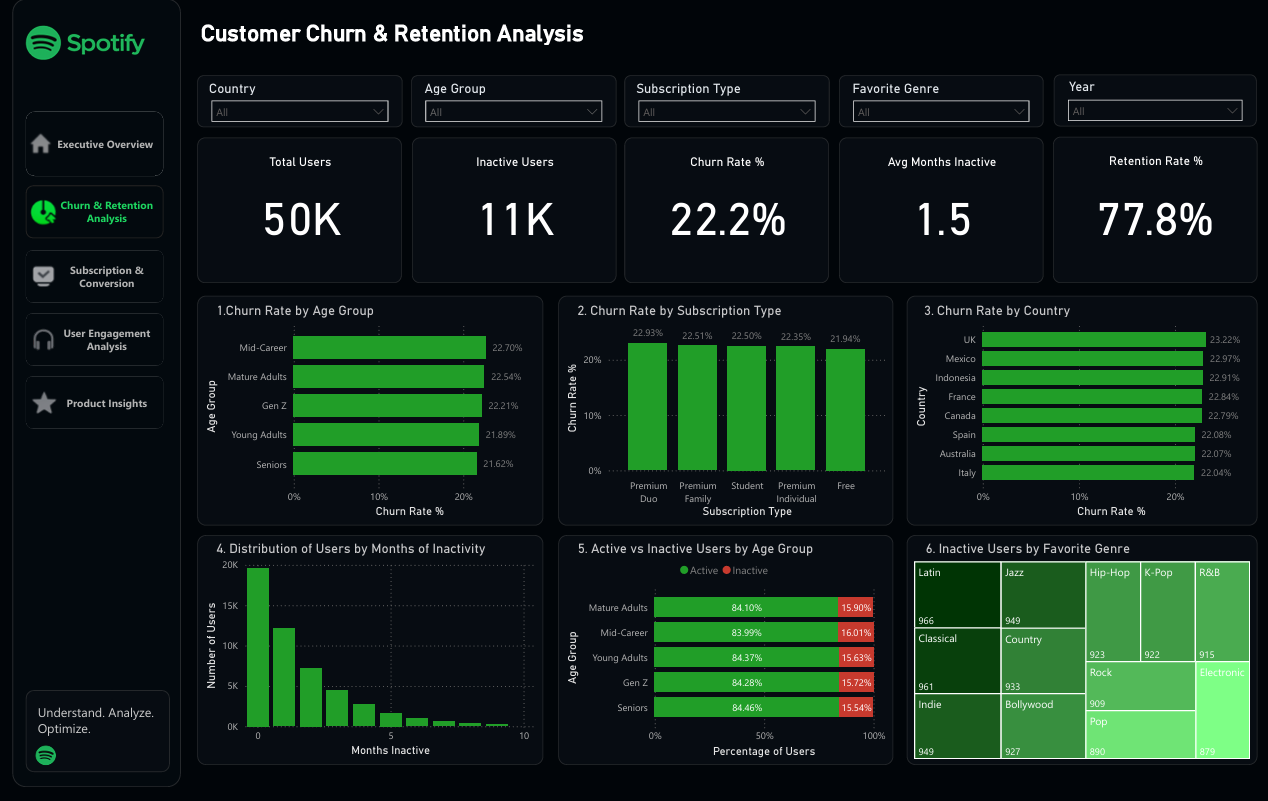 Spotify
Customer Churn & Retention Analysis
Country
All
Age Group
All
Subscription Type
All
Favorite Genre
All
Year
All
Executive Overview
Churn & Retention
Analysis
Subscription &
Conversion
User Engagement
Analysis
Product Insights
Understand. Analyze.
Optimize.
Total Users
50K
Inactive Users
11K
Churn Rate %
22.2%
Avg Months Inactive
1.5
Retention Rate %
77.8%
1.Churn Rate by Age Group
Age Group
Mid-Career
22.70%
Mature Adults
22.54%
Gen Z
22.21%
Young Adults
21.89%
Seniors
21.62%
0%
10%
20%
Churn Rate %
2. Churn Rate by Subscription Type
Churn Rate %
20%
10%
0%
22.93%
22.51%
22.50%
22.35%
21.94%
Premium
Duo
Premium
Family
Student
Premium
Individual
Free
Subscription Type
3. Churn Rate by Country
Country
UK
23.22%
Mexico
22.97%
Indonesia
22.91%
France
22.84%
Canada
22.79%
Spain
22.08%
Australia
22.07%
Italy
22.04%
0%
10%
20%
Churn Rate %
4. Distribution of Users by Months of Inactivity
Number of Users
20K
15K
10K
5K
0K
0
5
10
Months Inactive
5. Active vs Inactive Users by Age Group
Active
Inactive
Age Group
Mature Adults
84.10%
15.90%
Mid-Career
83.99%
16.01%
Young Adults
84.37%
15.63%
Gen Z
84.28%
15.72%
Seniors
84.46%
15.54%
0%
50%
100%
Percentage of Users
6. Inactive Users by Favorite Genre
Latin
966
Classical
961
Indie
949
Jazz
949
Country
933
Bollywood
927
Hip-Hop
923
K-Pop
922
R&B
915
Rock
909
Pop
890
Electronic
879